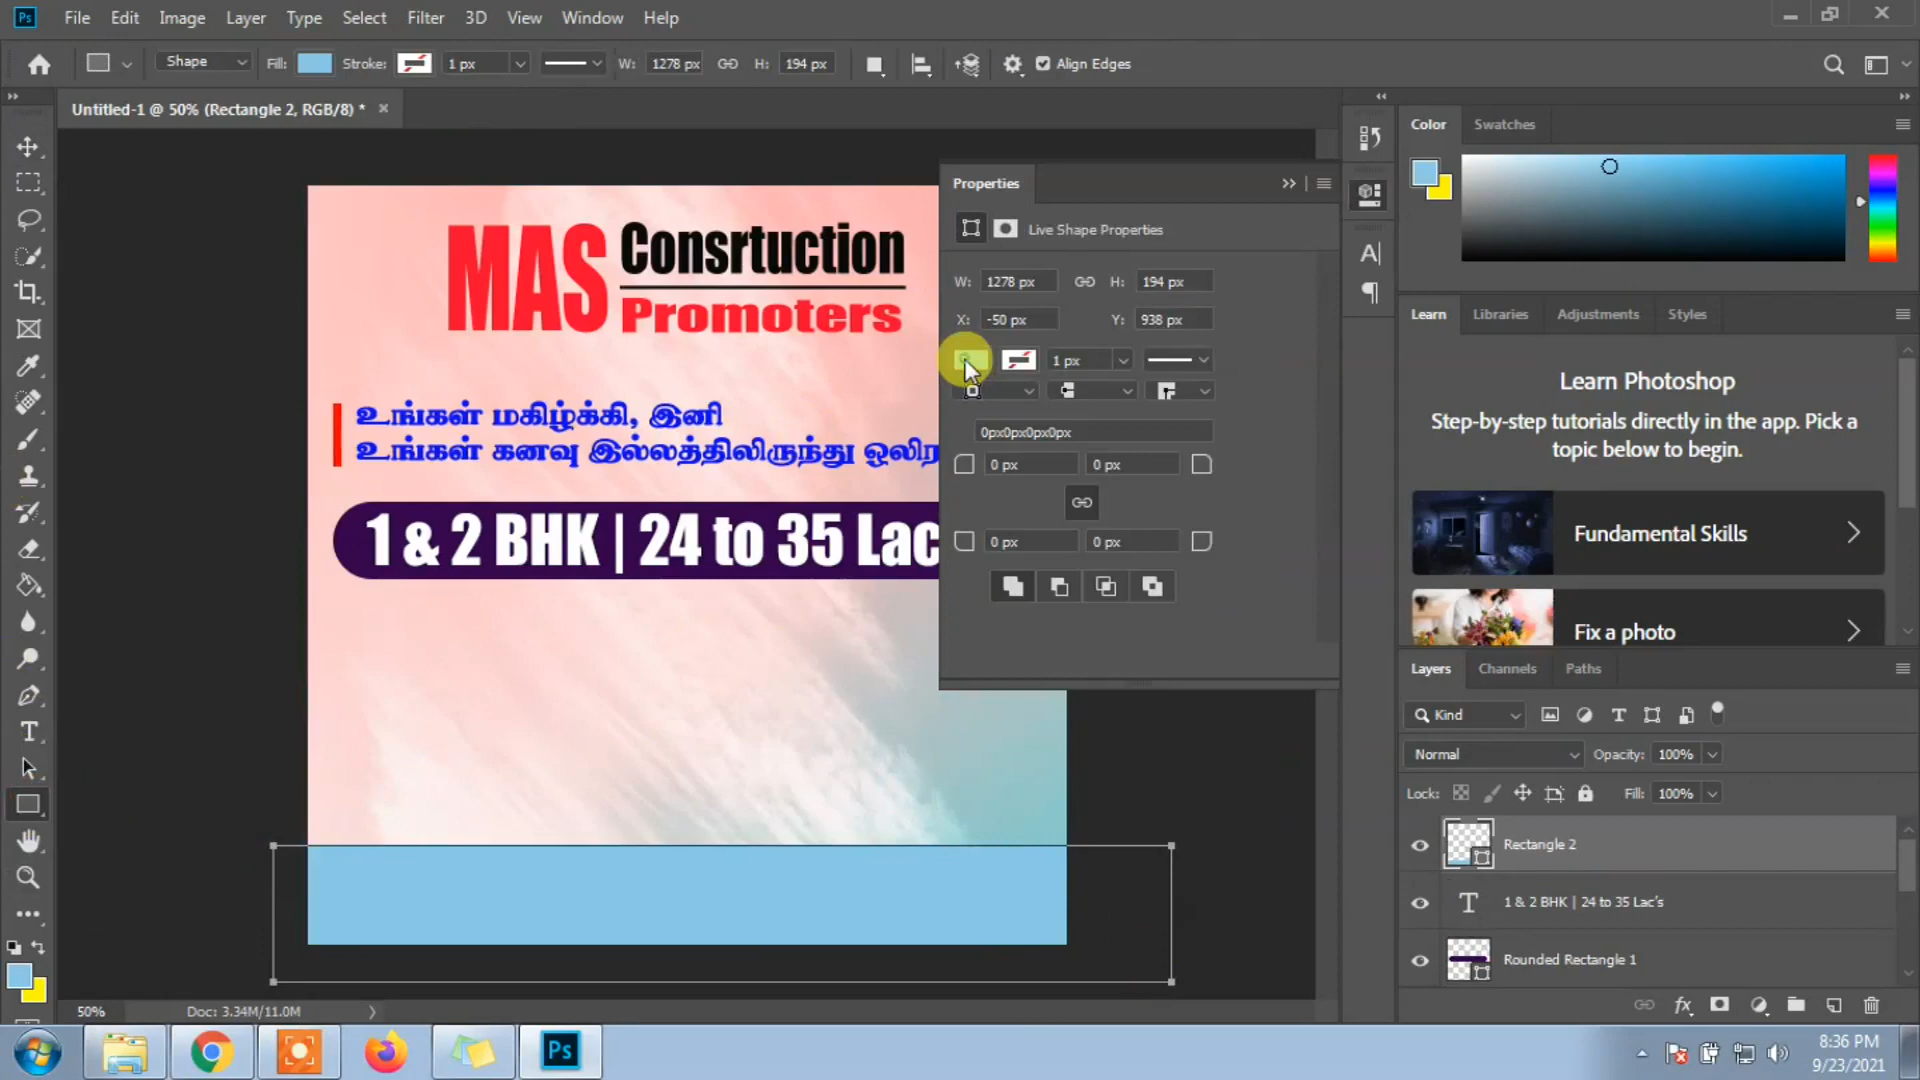 Ps File Edit Image Layer Type Select Filter 3D View Window Help
Shape Fill: Stroke: 1 px W: 1278 px H: 194 px Align Edges
Untitled-1 @ 50% (Rectangle 2, RGB/8) *
MAS Consrtuction
Promoters
உங்கள் மகிழ்க்கி, இனி
உங்கள் கனவு இல்லத்திலிருந்து ஒலிர
1 & 2 BHK | 24 to 35 Lac
Properties
Live Shape Properties
W: 1278 px H: 194 px
X: -50 px Y: 938 px
1 px
0px0px0px0px
0 px 0 px
0 px 0 px
Color Swatches
Learn Libraries Adjustments Styles
Learn Photoshop
Step-by-step tutorials directly in the app. Pick a
topic below to begin.
Fundamental Skills
Fix a photo
Layers Channels Paths
Kind
Normal Opacity: 100%
Lock: Fill: 100%
Rectangle 2
T 1 & 2 BHK | 24 to 35 Lac's
Rounded Rectangle 1
50% Doc: 3.34M/11.0M
Ps
8:36 PM
9/23/2021